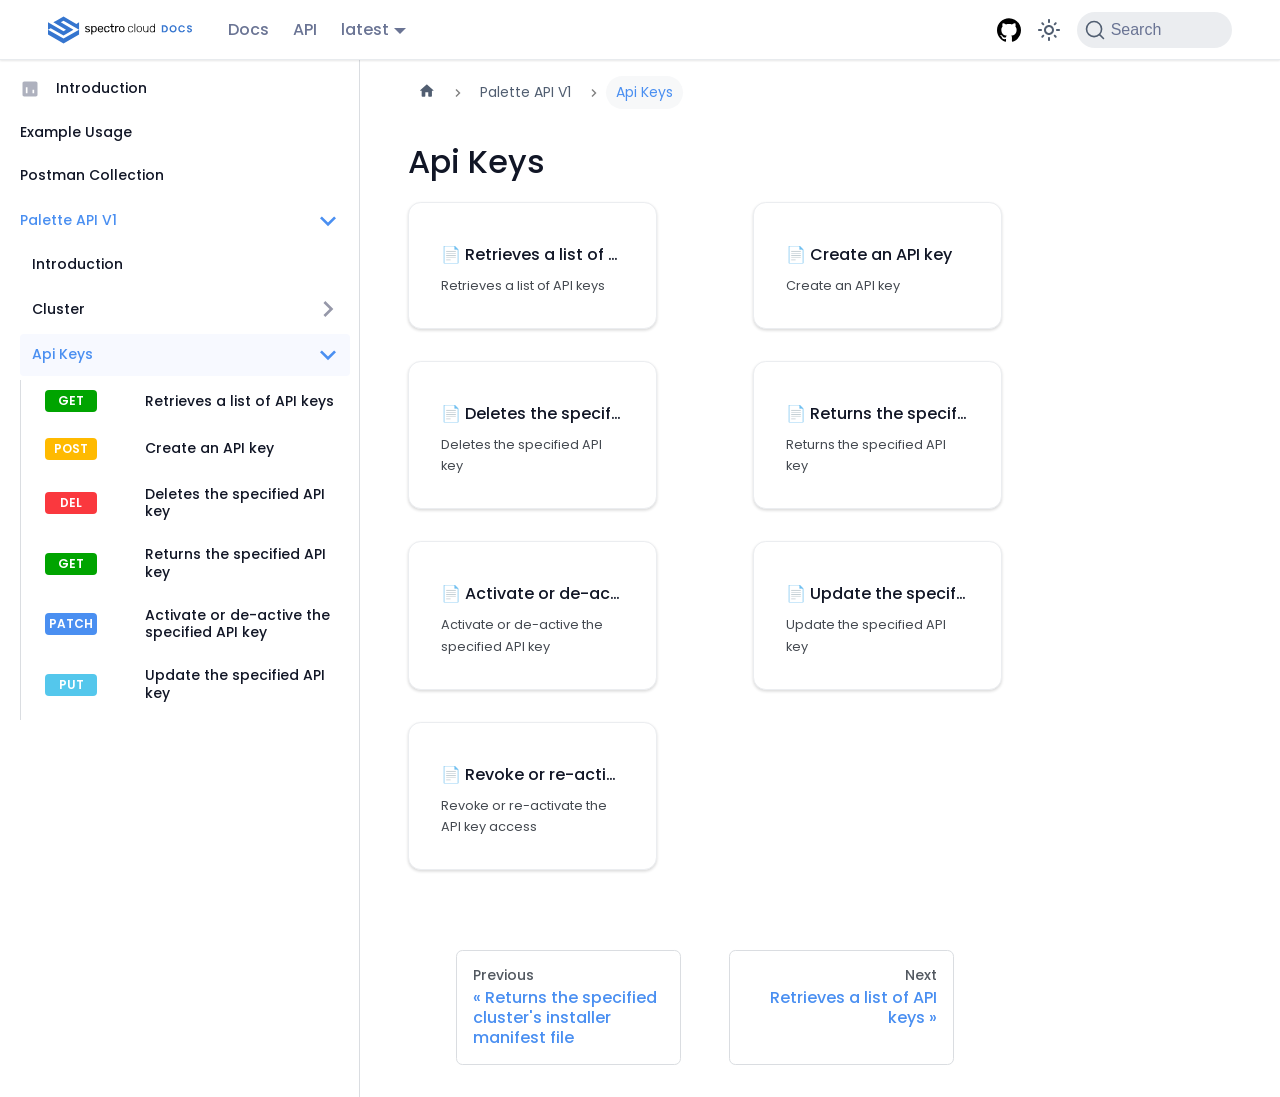 spectro cloud DOCS
Docs
API
latest
Search
Introduction
Example Usage
Postman Collection
Palette API V1
Introduction
Cluster
Api Keys
GET Retrieves a list of API keys
POST Create an API key
DEL Deletes the specified API
key
GET Returns the specified API
key
PATCH Activate or de-active the
specified API key
PUT Update the specified API
key
Palette API V1
Api Keys
Api Keys
Retrieves a list of ...
Retrieves a list of API keys
Create an API key
Create an API key
Deletes the specif...
Deletes the specified API
key
Returns the specif...
Returns the specified API
key
Activate or de-ac...
Activate or de-active the
specified API key
Update the specif...
Update the specified API
key
Revoke or re-acti...
Revoke or re-activate the
API key access
Previous
« Returns the specified
cluster's installer
manifest file
Next
Retrieves a list of API
keys »